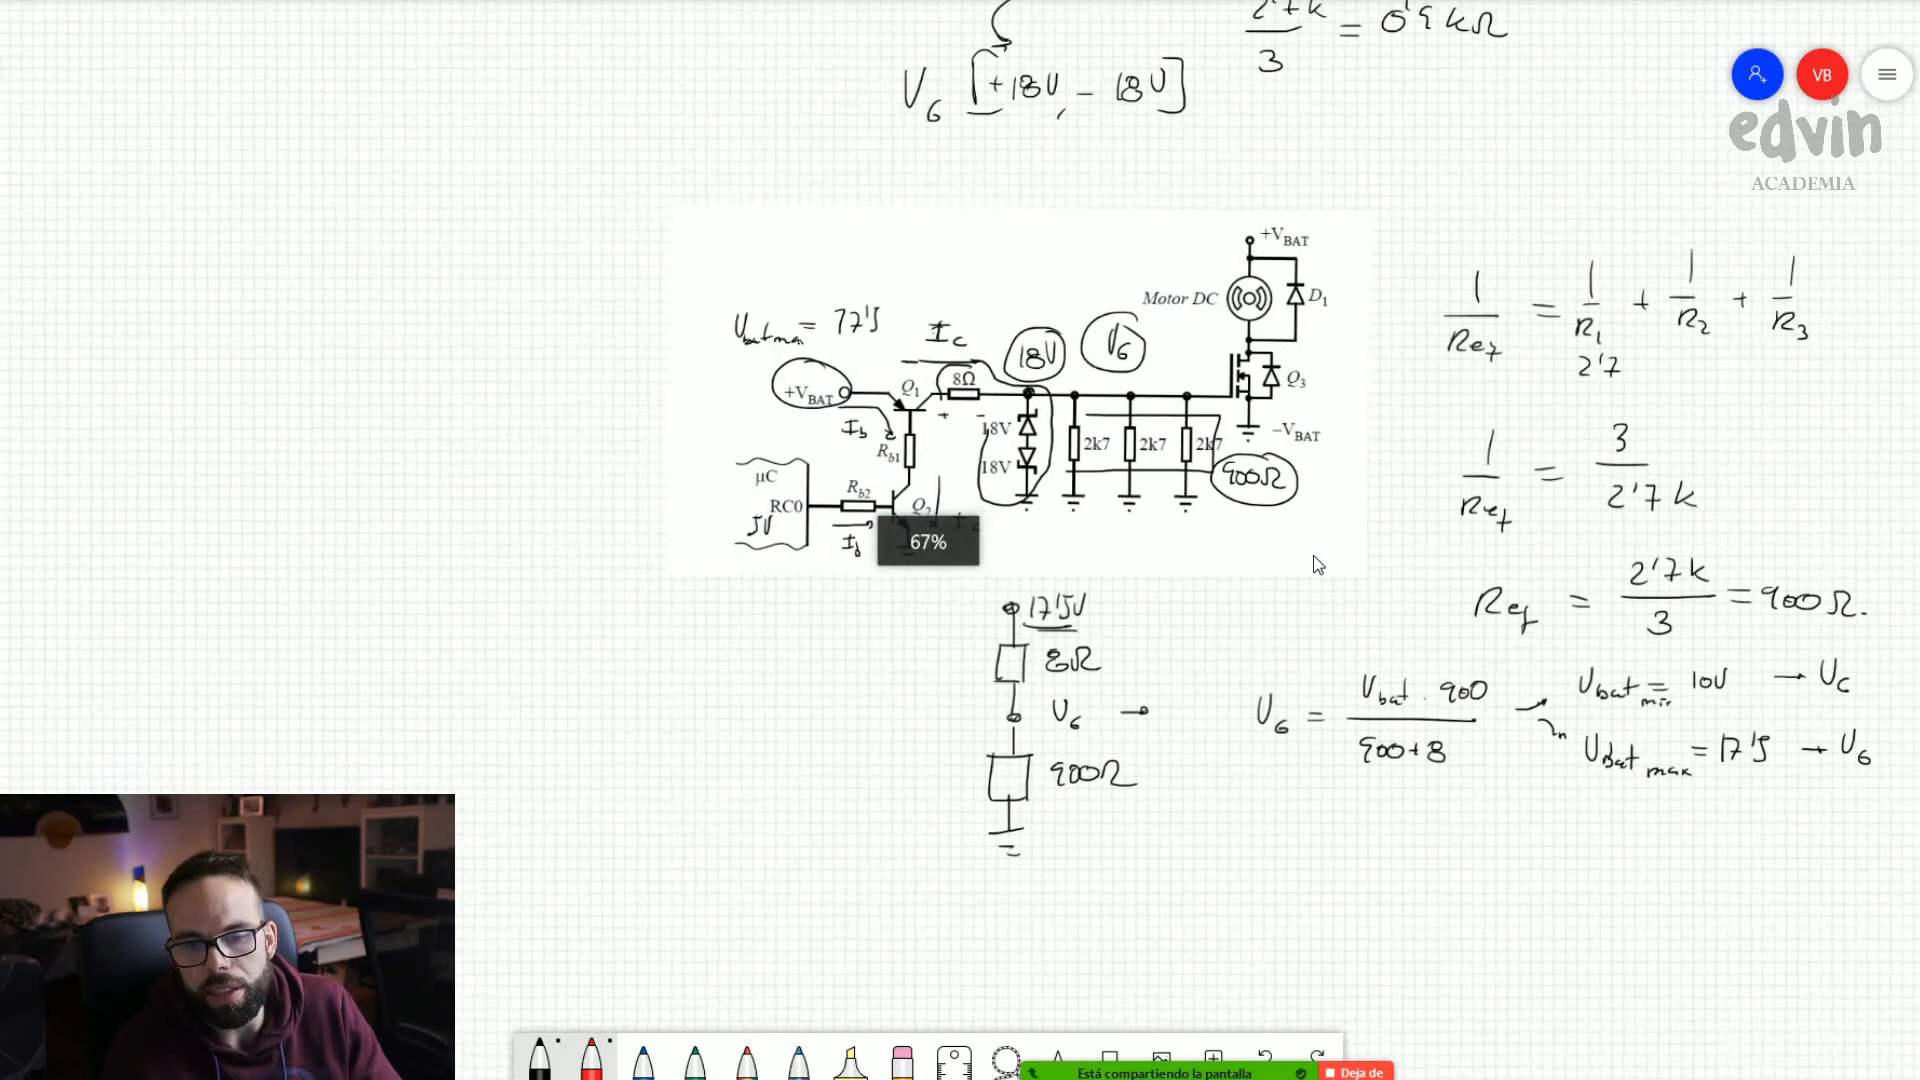 2'7k
--- = 0'9 kΩ
3
V6 [+18V, - 18V]
VB
edvin
ACADEMIA
+VBAT
Motor DC
D1
Vbat max = 17'5
Ic
18V
VG
+VBAT
Q1
8Ω
+ -
Q3
Ib
Rb1
18V
18V
2k7
2k7
2k7
-VBAT
900Ω
µC
RC0
5V
Rb2
Q2
Ib
67%
1/Req = 1/R1 + 1/R2 + 1/R3
2'7
1/Req = 3/2'7k
Req = 2'7k/3 = 900Ω.
17'5V
8Ω
VG →
900Ω
VG = Vbat · 900
900+8
Vbat min = 10V → VG
VBat max = 17'5 → VG
Está compartiendo la pantalla
Deja de